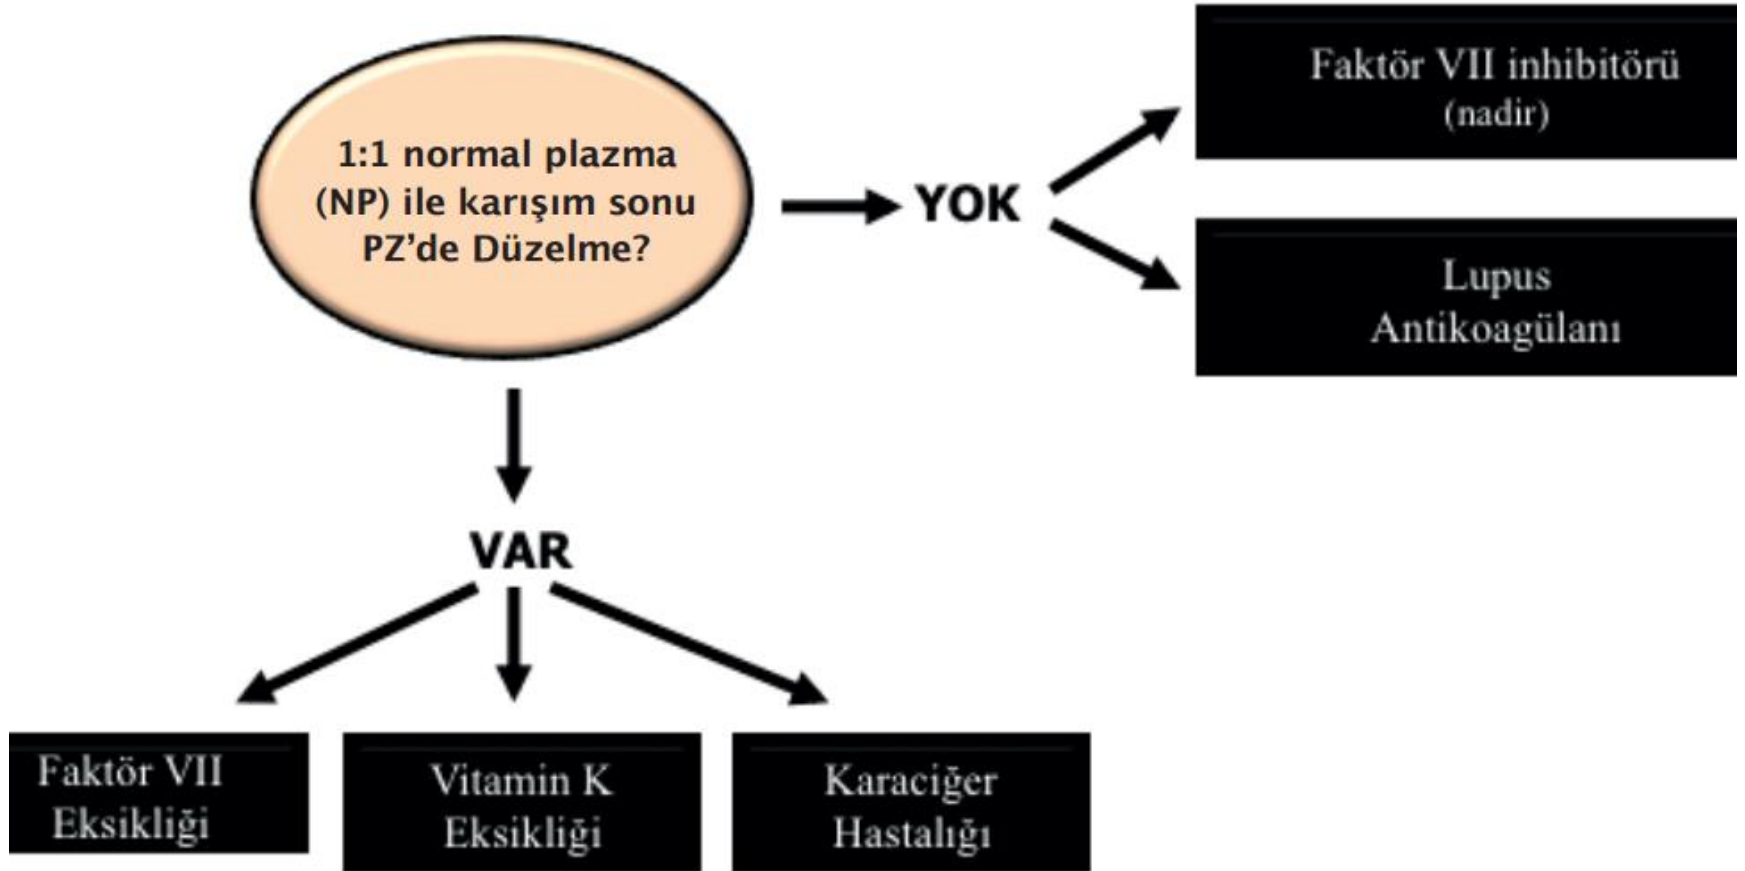 1:1 normal plazma
(NP) ile karışım sonu
PZ’de Düzelme?
YOK
Faktör VII inhibitörü
(nadir)
Lupus
Antikoagülanı
VAR
Faktör VII
Eksikliği
Vitamin K
Eksikliği
Karaciğer
Hastalığı